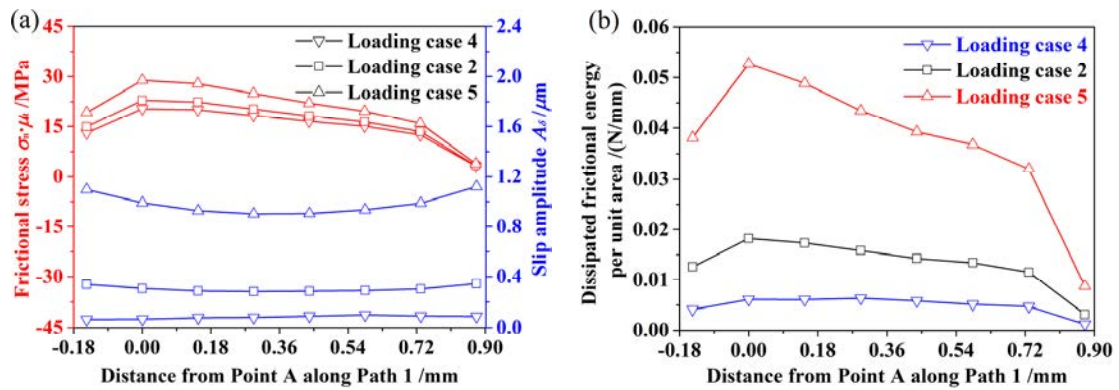 (a)
Frictional stress σn·μ /MPa
45
30
15
0
-15
-30
-45
Loading case 4
Loading case 2
Loading case 5
2.4
2.0
1.6
1.2
0.8
0.4
0.0
Slip amplitude Aδ /μm
-0.18 0.00 0.18 0.36 0.54 0.72 0.90
Distance from Point A along Path 1 /mm
(b)
Dissipated frictional energy
per unit area /(N/mm)
0.06
0.05
0.04
0.03
0.02
0.01
0.00
Loading case 4
Loading case 2
Loading case 5
-0.18 0.00 0.18 0.36 0.54 0.72 0.90
Distance from Point A along Path 1 /mm